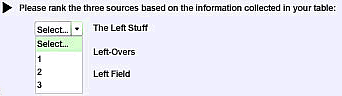 Please rank the three sources based on the information collected in your table:
Select... The Left Stuff
Select...
1 Left-Overs
2 Left Field
3